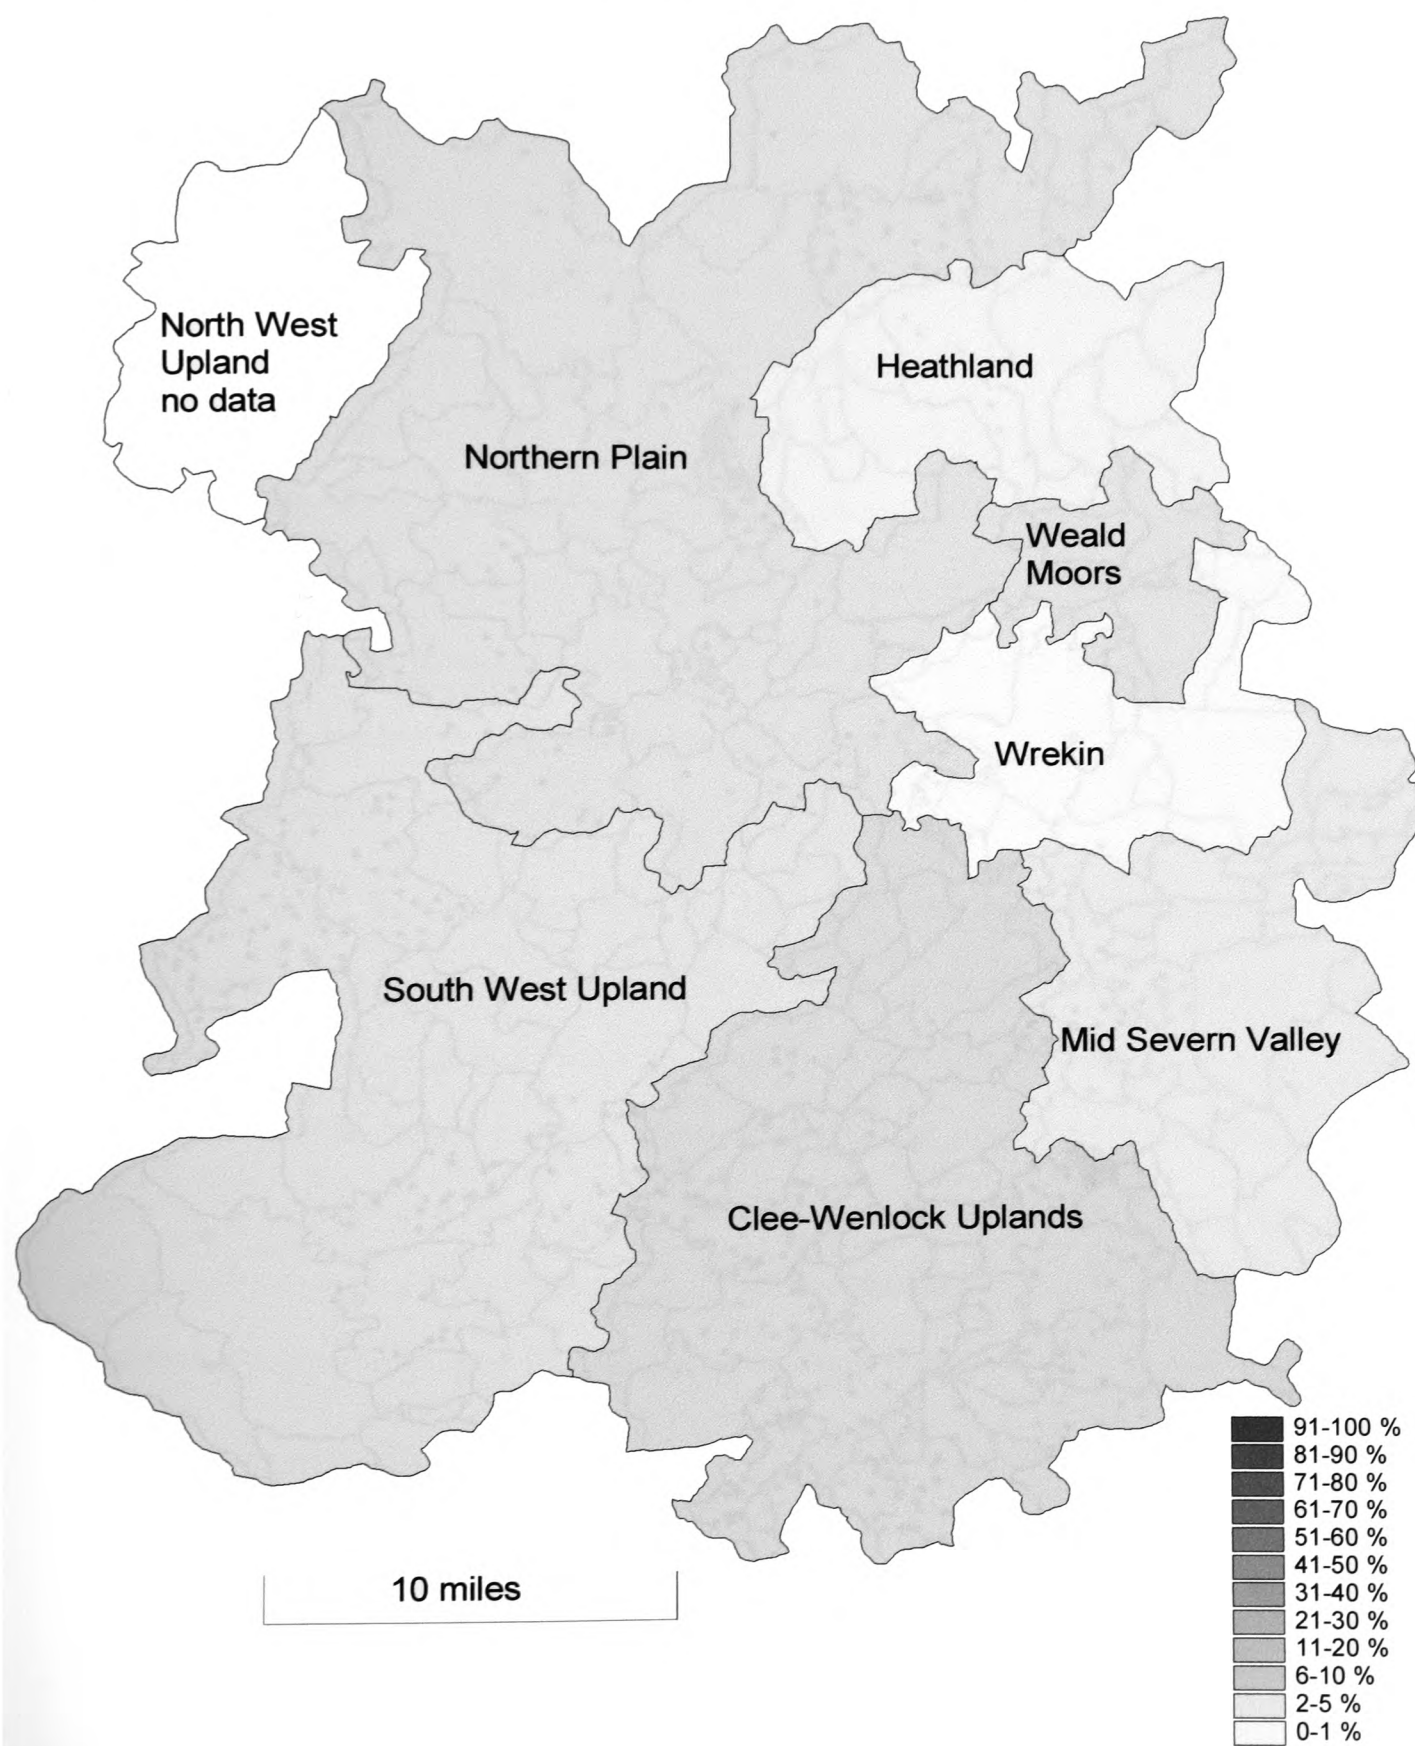 North West
Upland
no data
Heathland
Northern Plain
Weald
Moors
Wrekin
South West Upland
Mid Severn Valley
Clee-Wenlock Uplands
10 miles
91-100 %
81-90 %
71-80 %
61-70 %
51-60 %
41-50 %
31-40 %
21-30 %
11-20 %
6-10 %
2-5 %
0-1 %